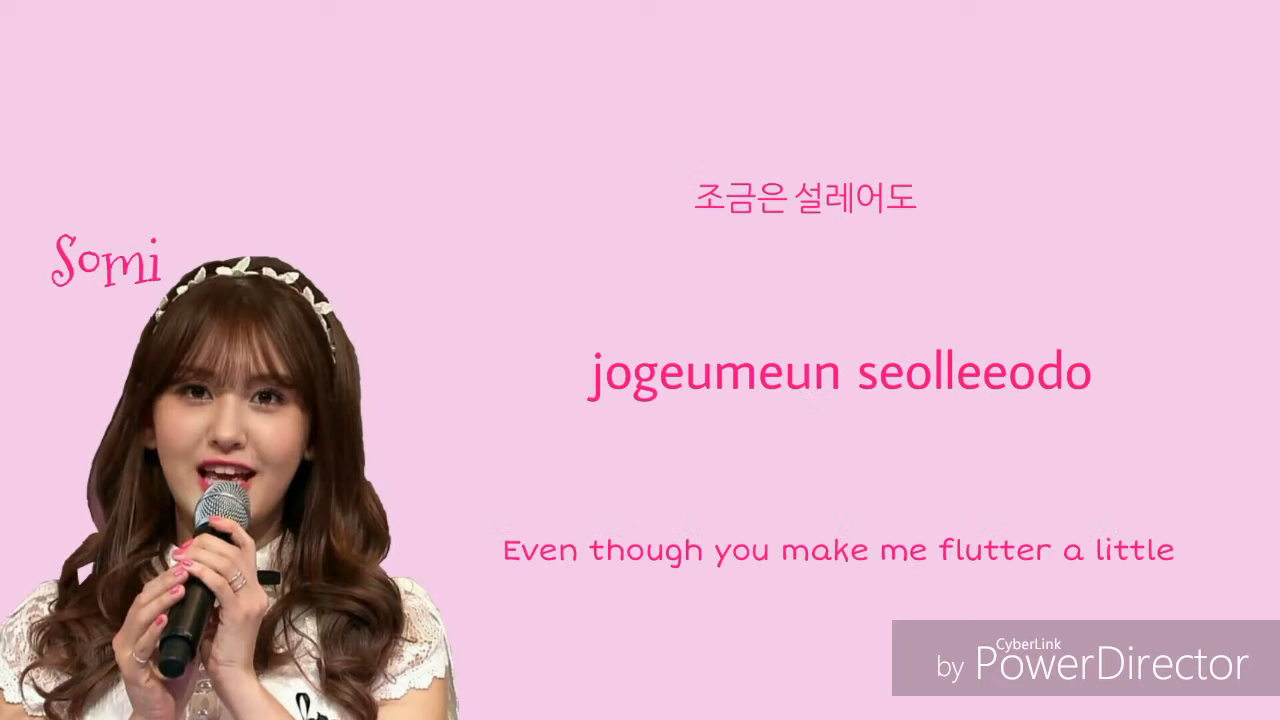 조금은 설레어도
Somi
jogeumeun seolleeodo
Even though you make me flutter a little
CyberLink
by PowerDirector